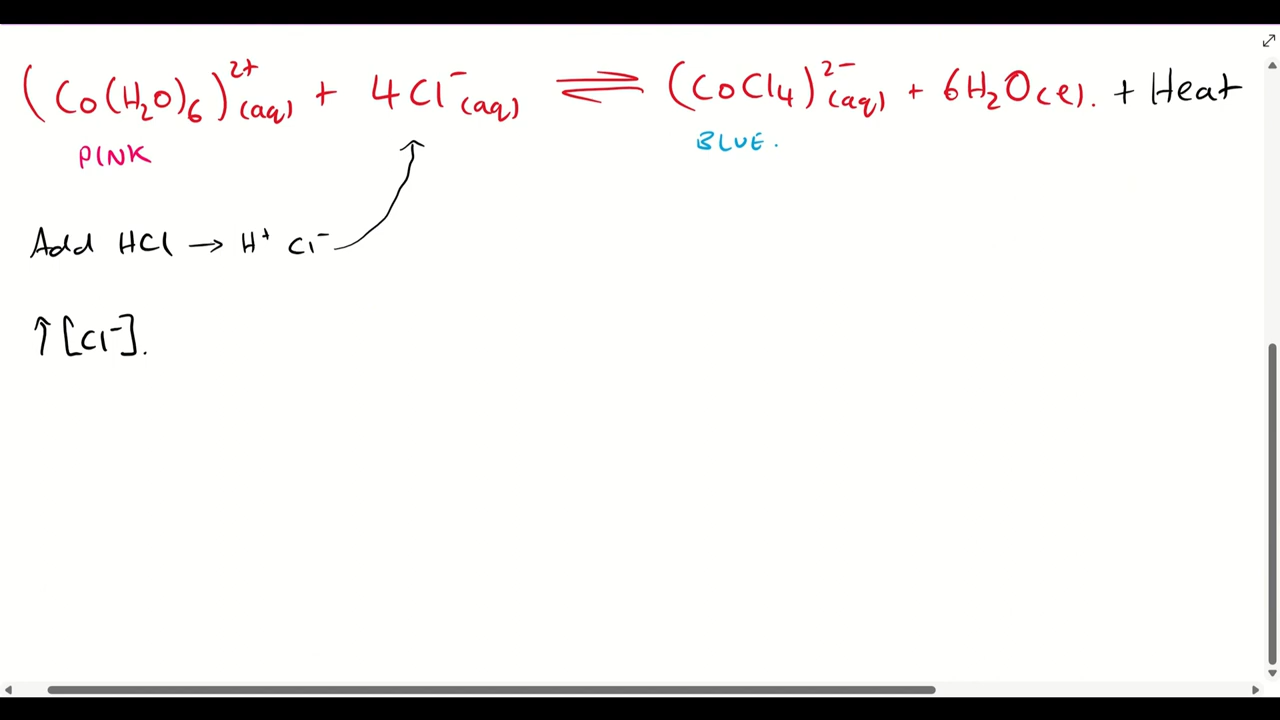 (Co(H₂O)₆)²⁺(aq) + 4Cl⁻(aq) ⇌ (CoCl₄)²⁻(aq) + 6H₂O(ℓ). + Heat
PINK BLUE.
Add HCl → H⁺ Cl⁻
↑[Cl⁻].